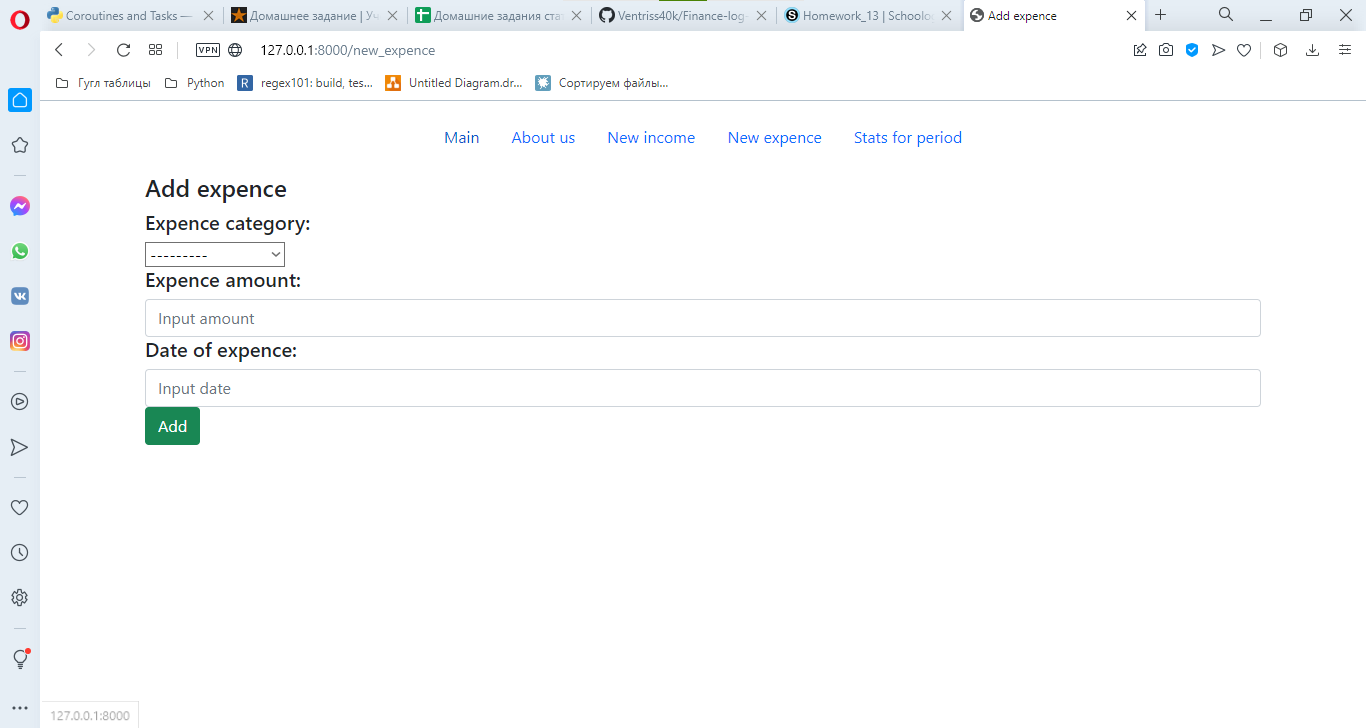 Coroutines and Tasks —
Домашнее задание | Уч
Домашние задания ста
Ventriss40k/Finance-log-
Homework_13 | Schoolo
Add expence
VPN
127.0.0.1:8000/new_expence
Гугл таблицы
Python
R
regex101: build, tes...
Untitled Diagram.dr...
Сортируем файлы...
Main
About us
New income
New expence
Stats for period
Add expence
Expence category:
---------
Expence amount:
Input amount
Date of expence:
Input date
Add
127.0.0.1:8000